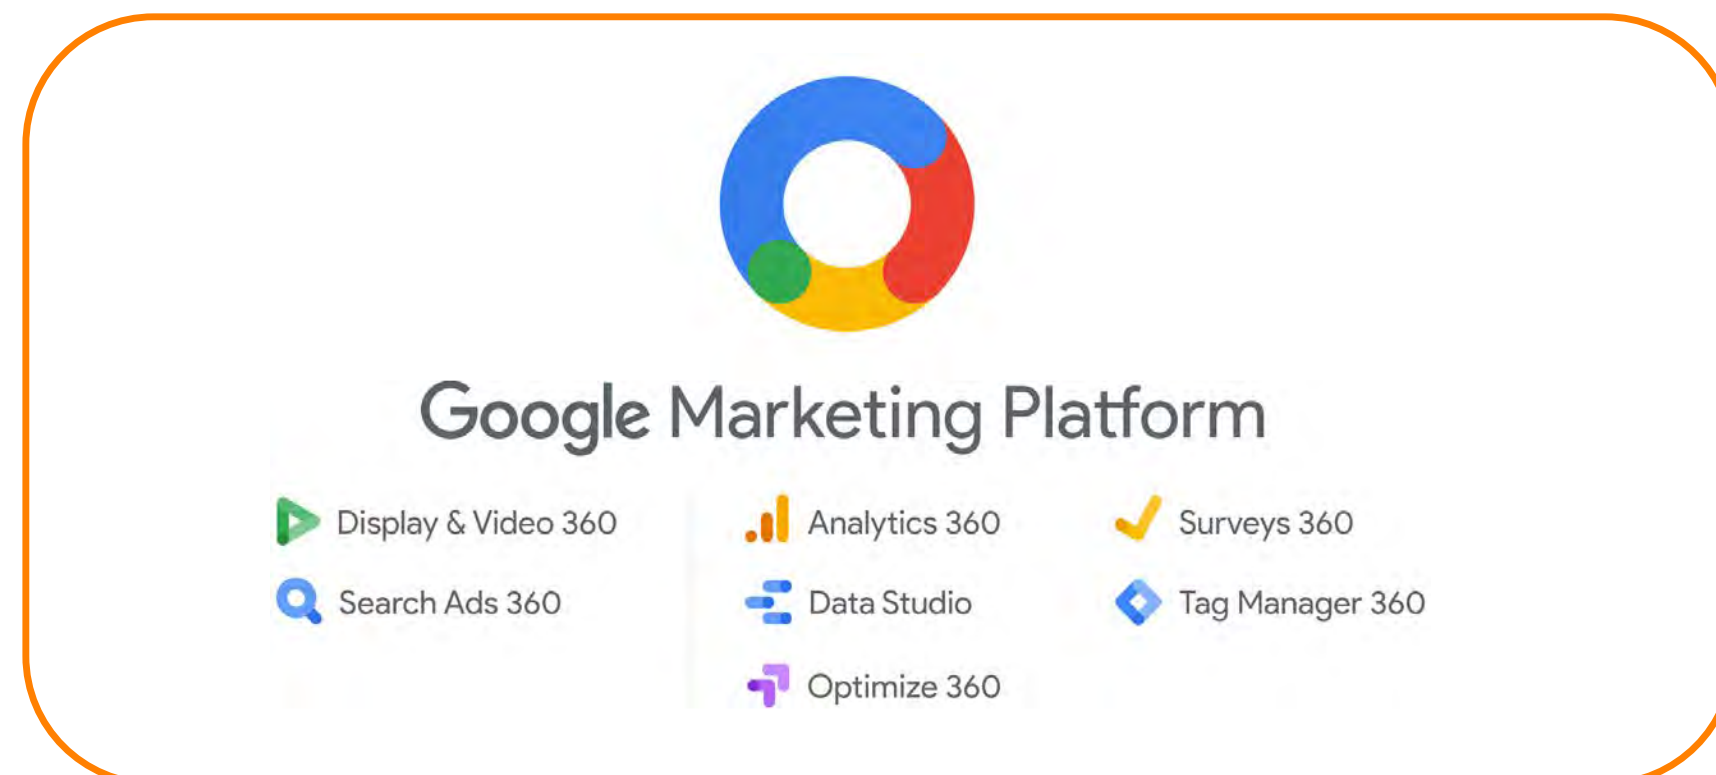 Google Marketing Platform
Display & Video 360
Search Ads 360
Analytics 360
Data Studio
Optimize 360
Surveys 360
Tag Manager 360